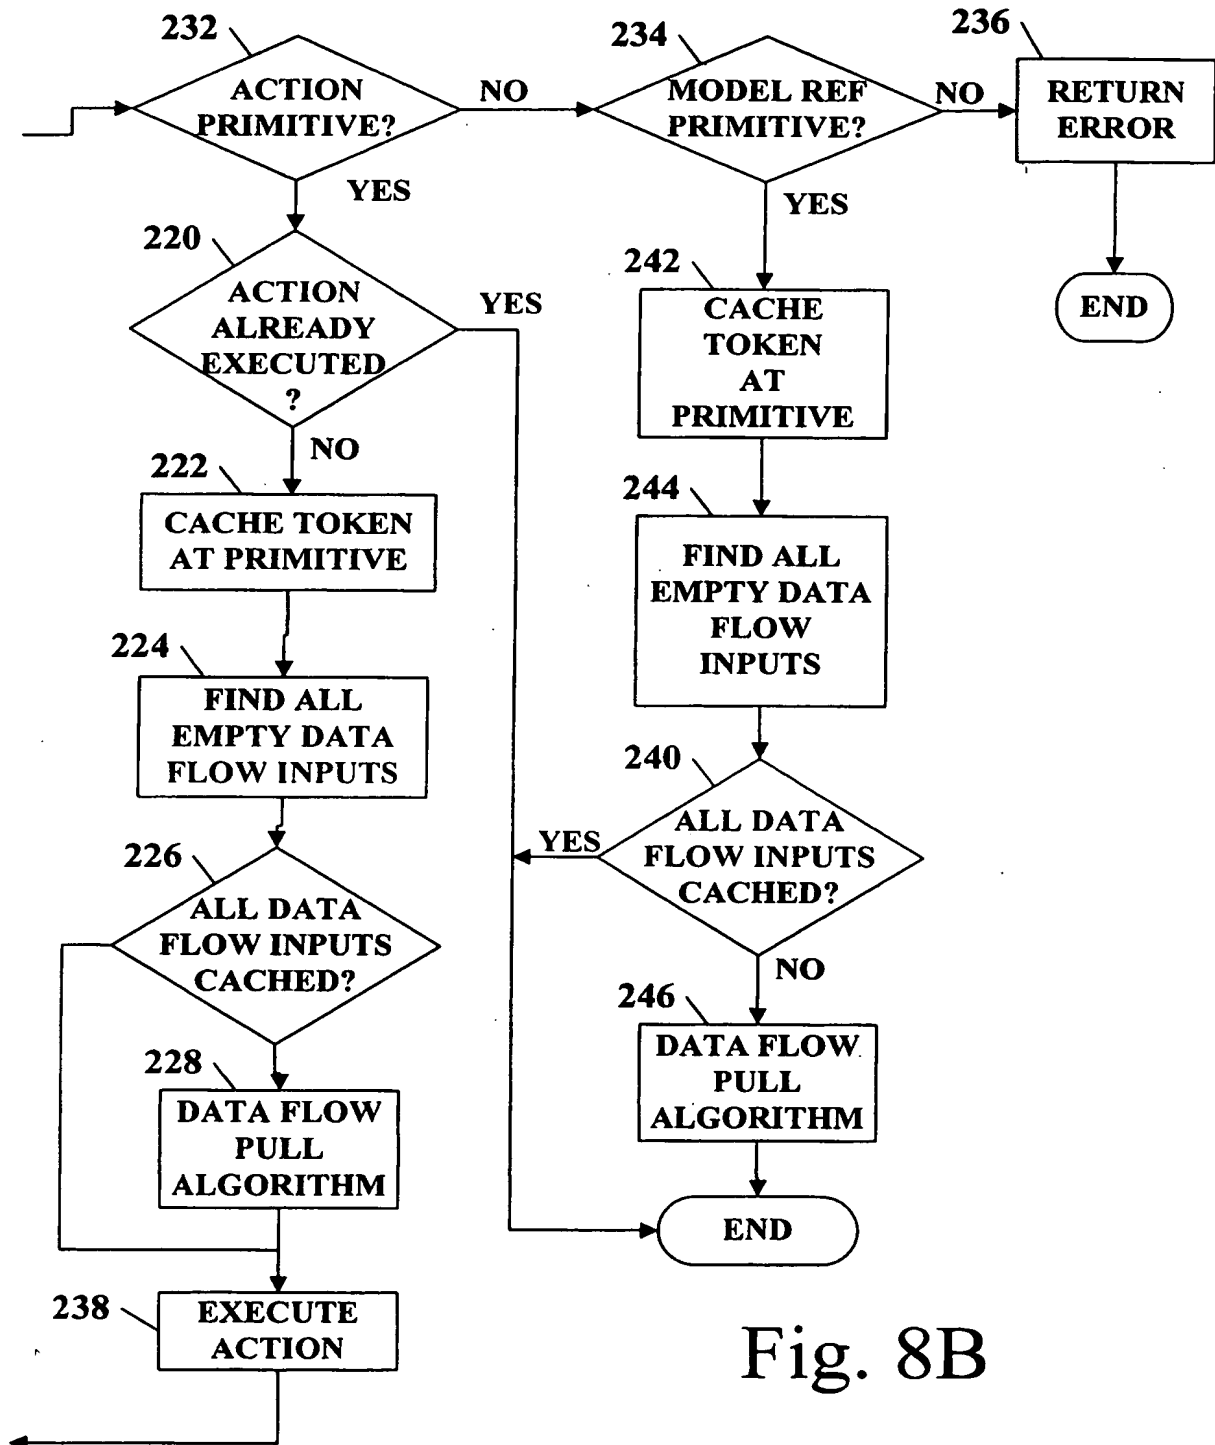 232
ACTION
PRIMITIVE?
NO
YES
234
MODEL REF
PRIMITIVE?
NO
YES
236
RETURN
ERROR
END
220
ACTION
ALREADY
EXECUTED
?
YES
NO
242
CACHE
TOKEN
AT
PRIMITIVE
222
CACHE TOKEN
AT PRIMITIVE
244
FIND ALL
EMPTY DATA
FLOW
INPUTS
224
FIND ALL
EMPTY DATA
FLOW INPUTS
240
ALL DATA
FLOW INPUTS
CACHED?
YES
NO
226
ALL DATA
FLOW INPUTS
CACHED?
246
DATA FLOW
PULL
ALGORITHM
228
DATA FLOW
PULL
ALGORITHM
END
238
EXECUTE
ACTION
Fig. 8B